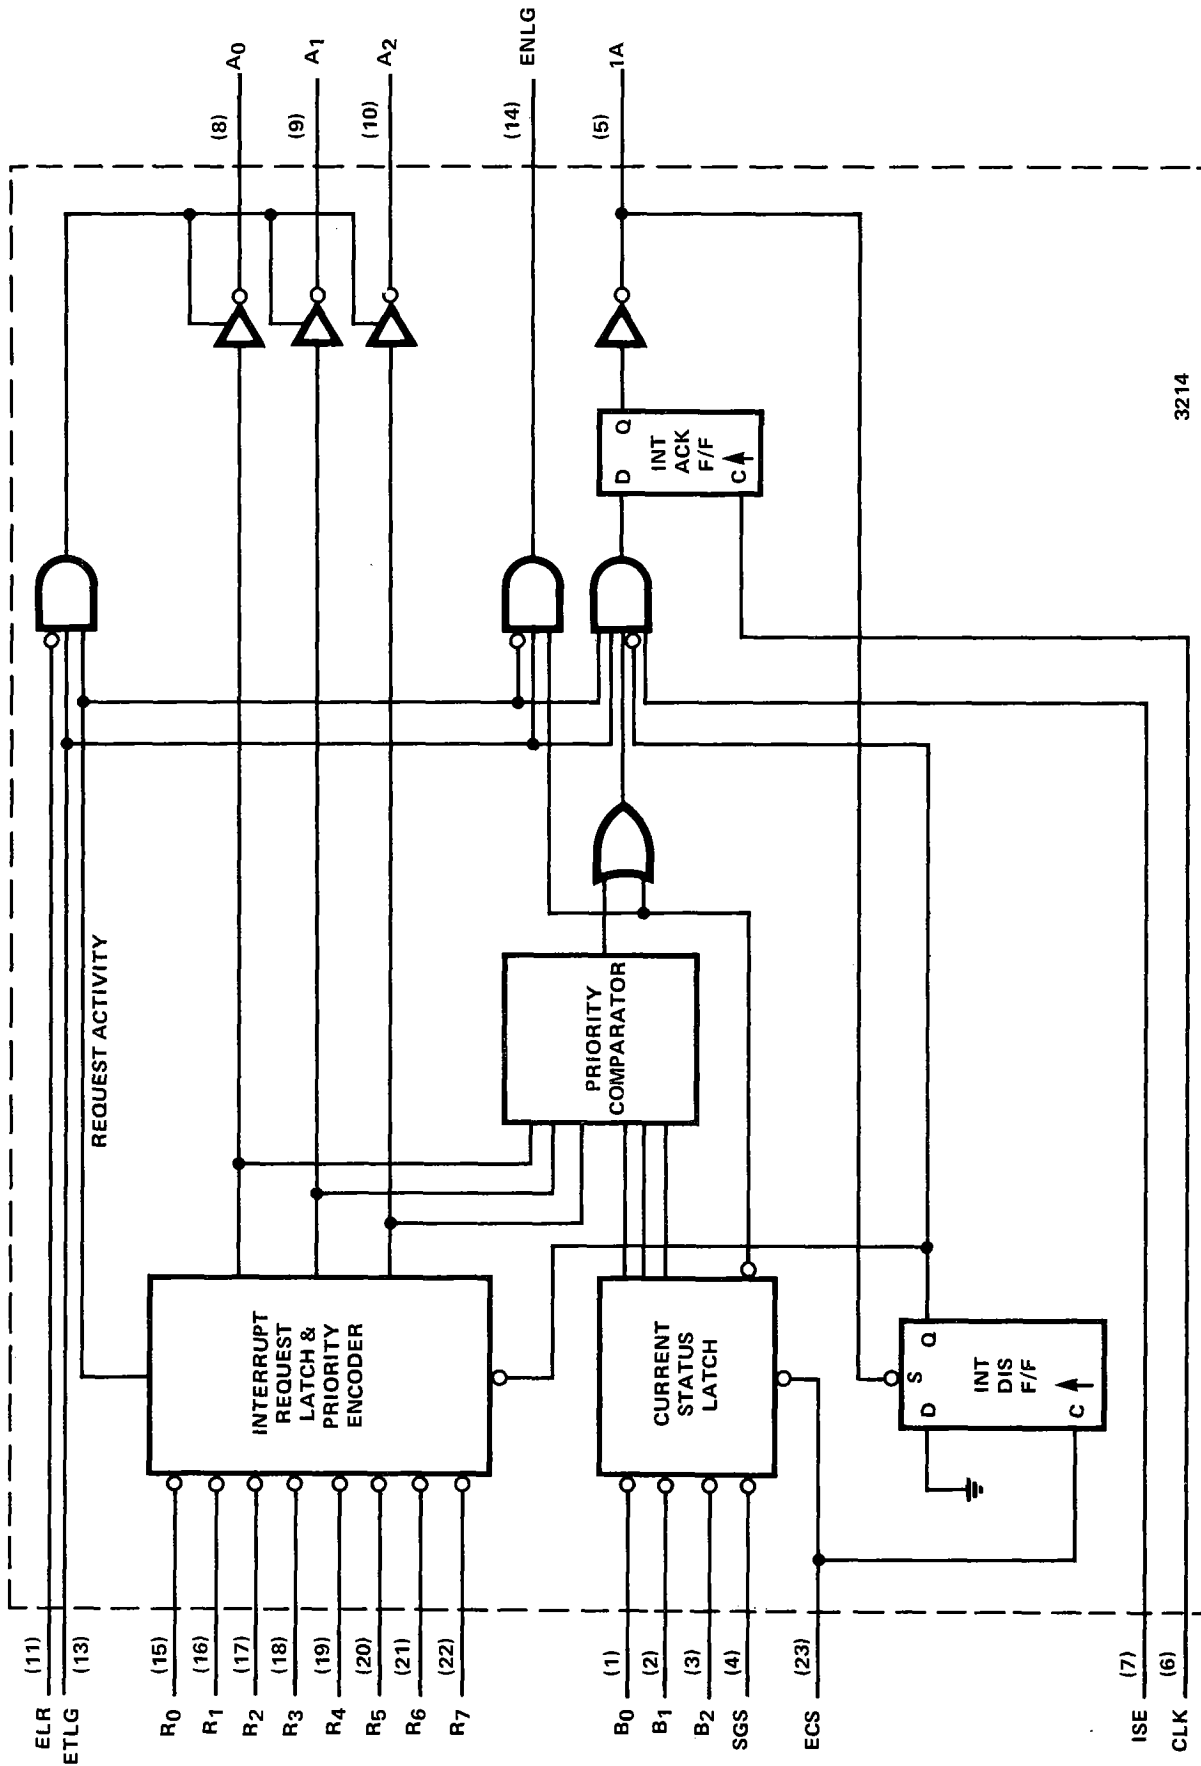 ELR (11)
ETLG (13)
R0 (15)
R1 (16)
R2 (17)
R3 (18)
R4 (19)
R5 (20)
R6 (21)
R7 (22)
B0 (1)
B1 (2)
B2 (3)
SGS (4)
ECS (23)
ISE (7)
CLK (6)
REQUEST ACTIVITY
INTERRUPT
REQUEST
LATCH &
PRIORITY
ENCODER
CURRENT
STATUS
LATCH
D S Q
INT
DIS
F/F
C
PRIORITY
COMPARATOR
D Q
INT
ACK
F/F
C
(8) A0
(9) A1
(10) A2
(14) ENLG
(5) 1A
3214